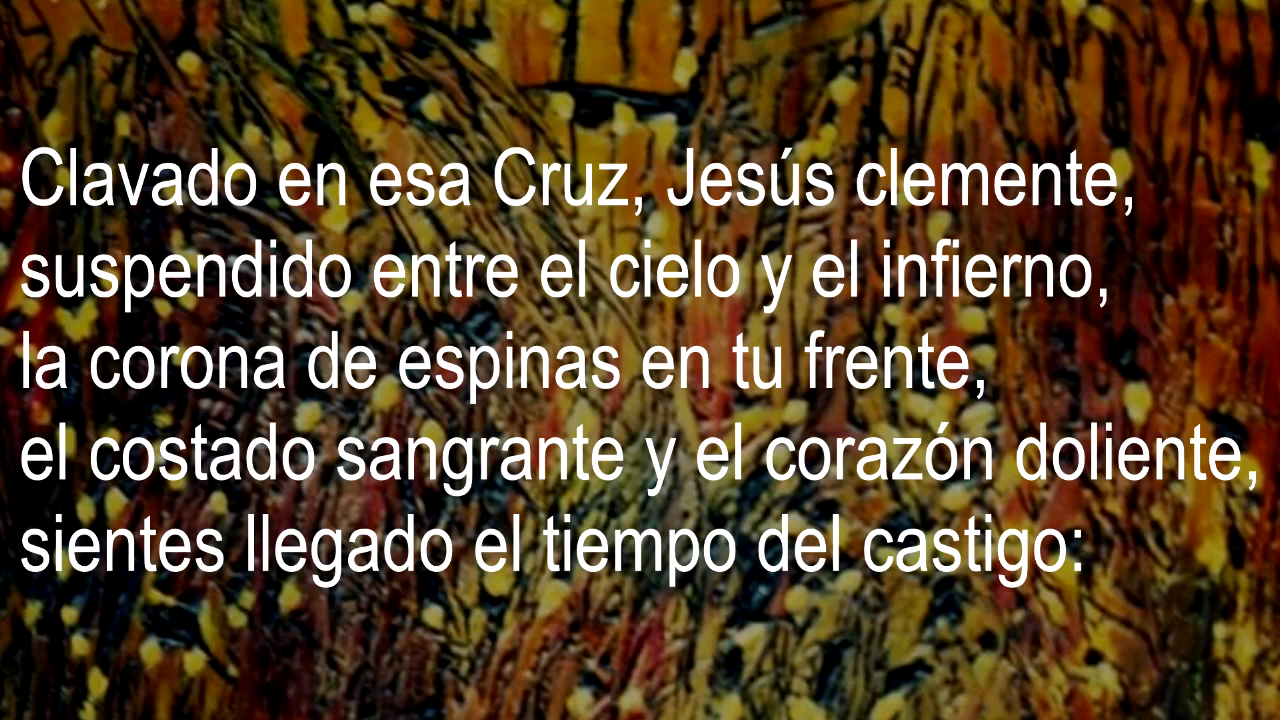 Clavado en esa Cruz, Jesús clemente,
suspendido entre el cielo y el infierno,
la corona de espinas en tu frente,
el costado sangrante y el corazón doliente,
sientes llegado el tiempo del castigo: